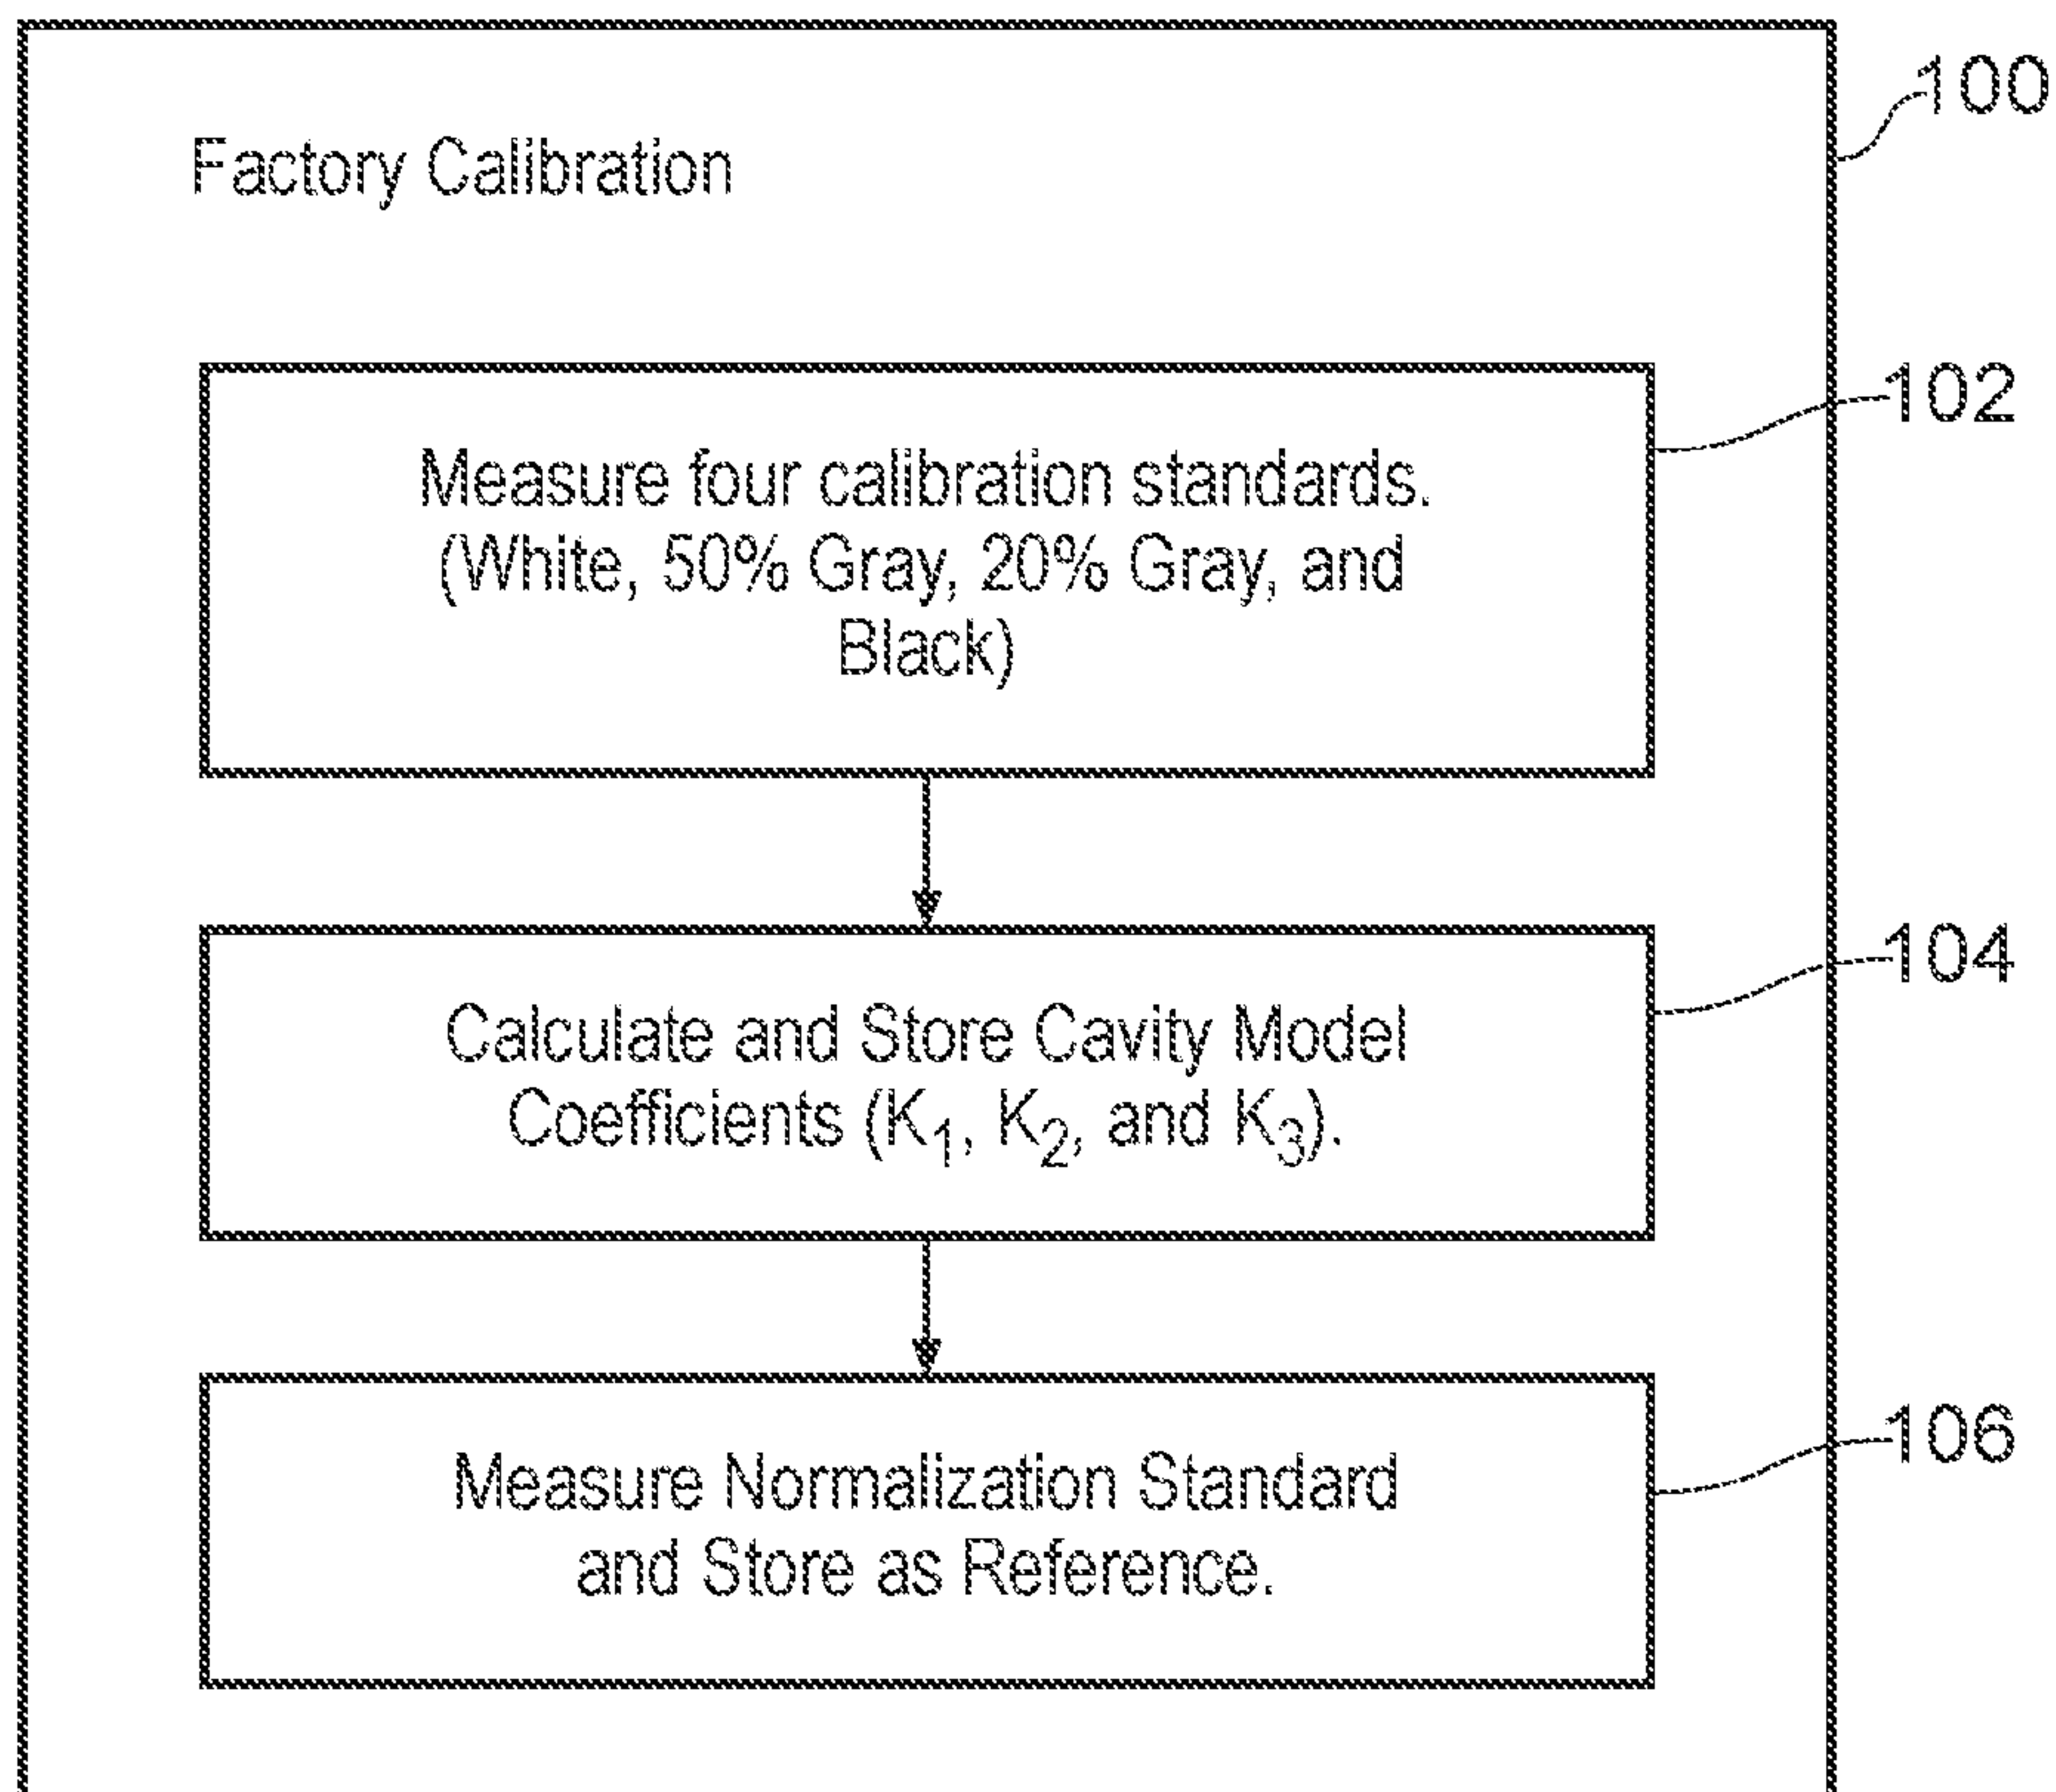 100
Factory Calibration
102
Measure four calibration standards.
(White, 50% Gray, 20% Gray, and
Black)
104
Calculate and Store Cavity Model
Coefficients (K₁, K₂, and K₃).
106
Measure Normalization Standard
and Store as Reference.